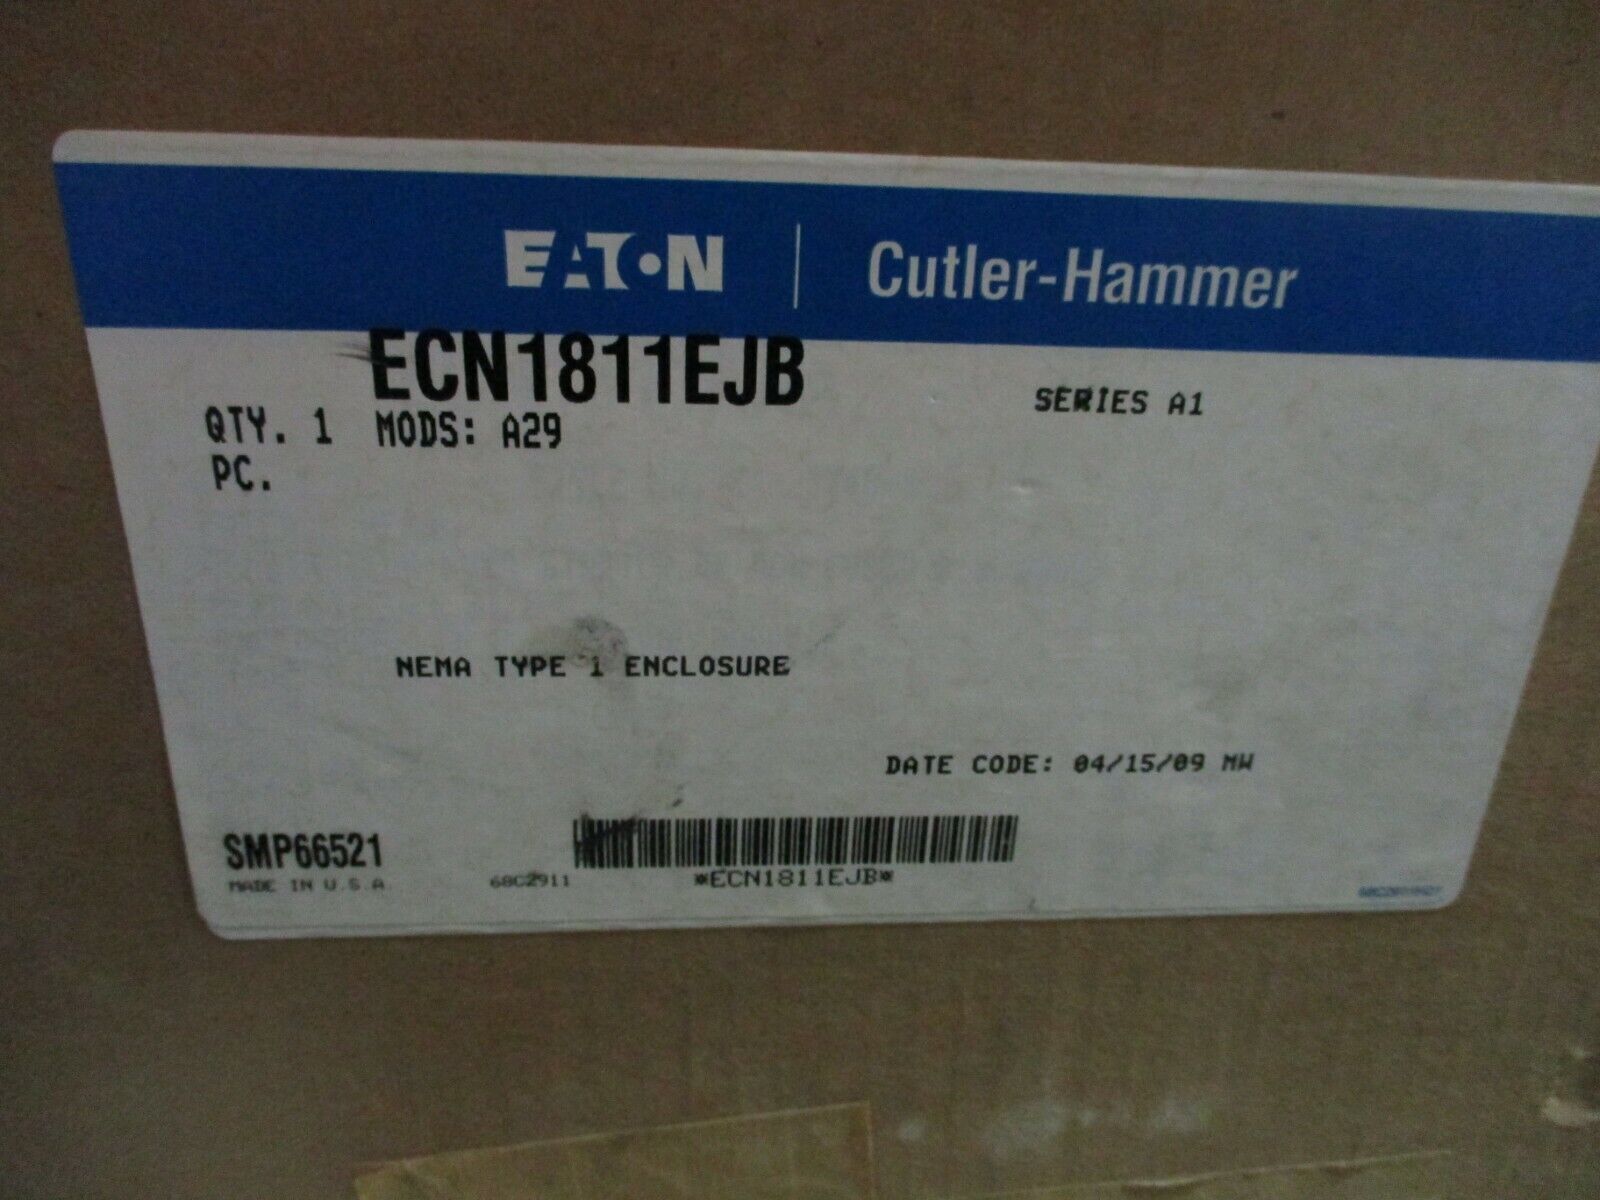 EATON | Cutler-Hammer
ECN1811EJB
SERIES A1
QTY. 1 MODS: A29
PC.
NEMA TYPE 1 ENCLOSURE
DATE CODE: 04/15/09 MW
SMP66521
MADE IN U.S.A.
68C2911
*ECN1811EJB*